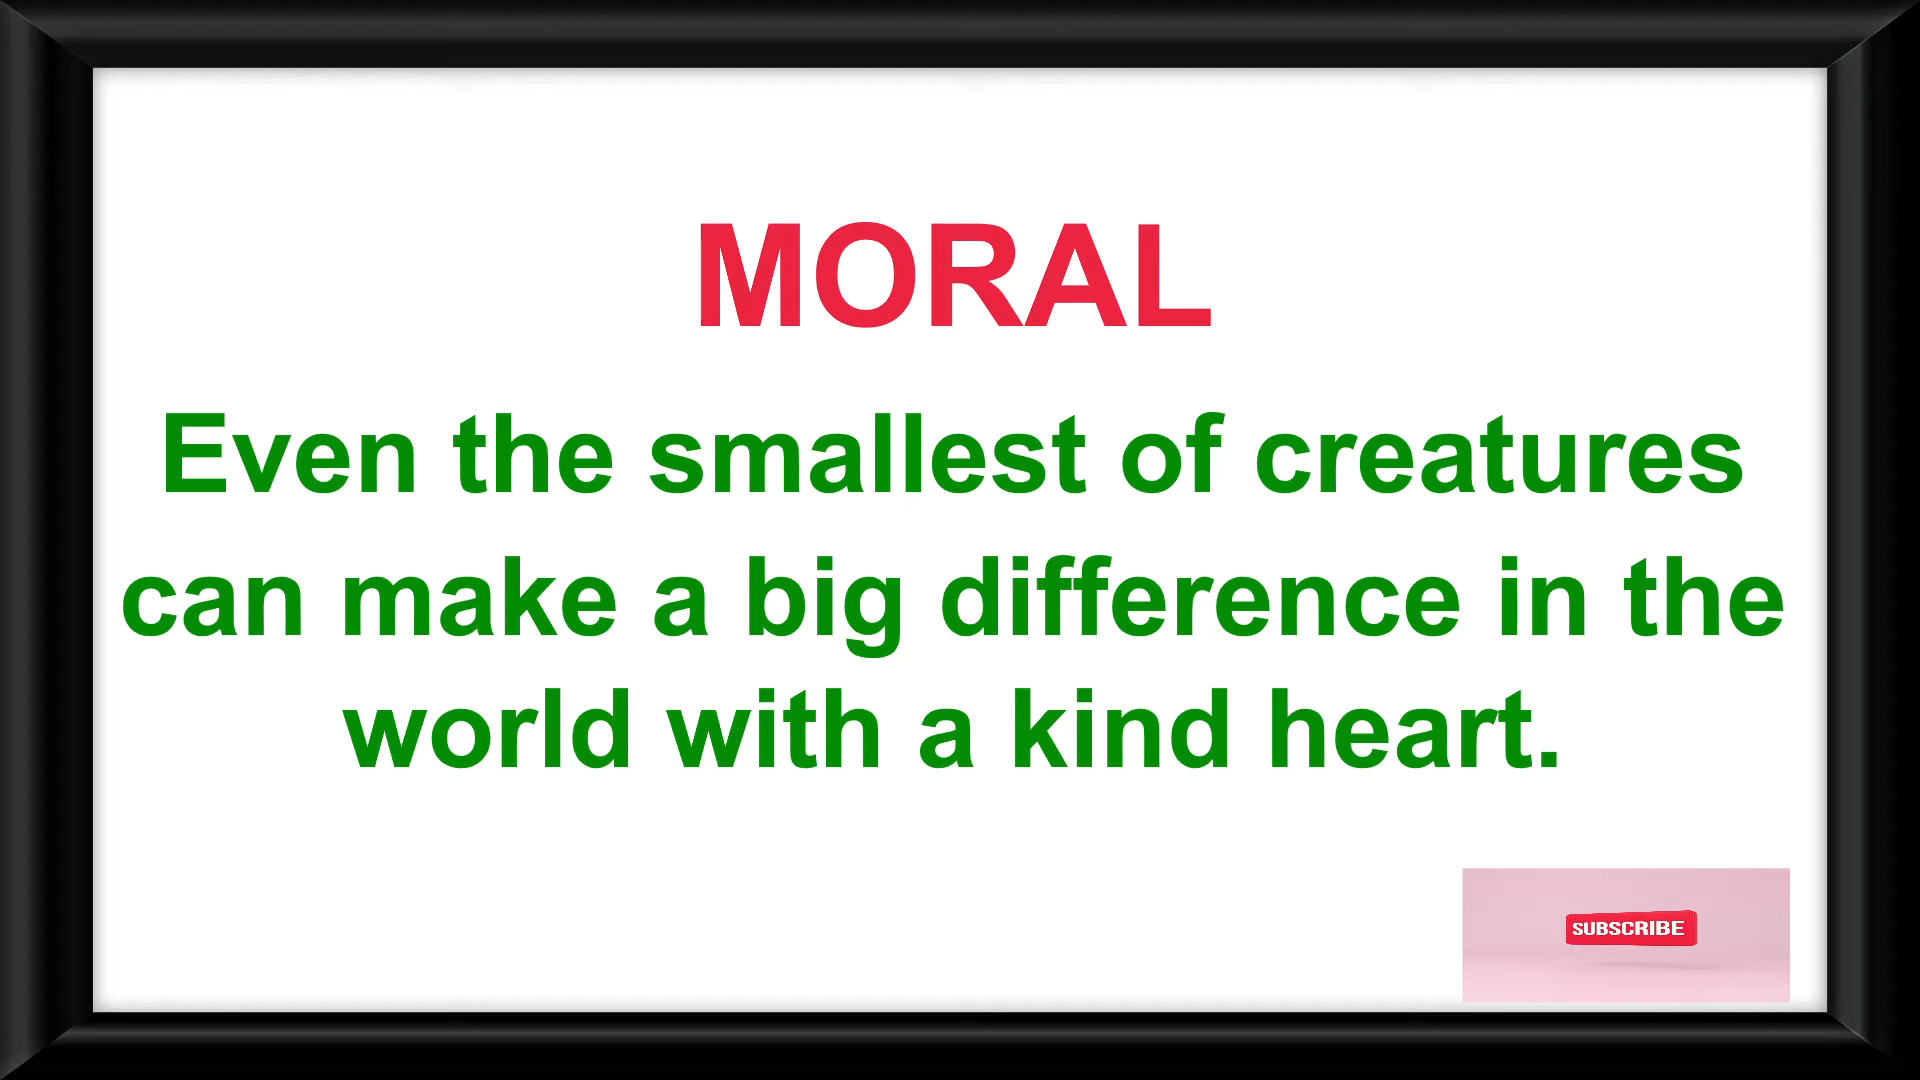 MORAL
Even the smallest of creatures
can make a big difference in the
world with a kind heart.
SUBSCRIBE